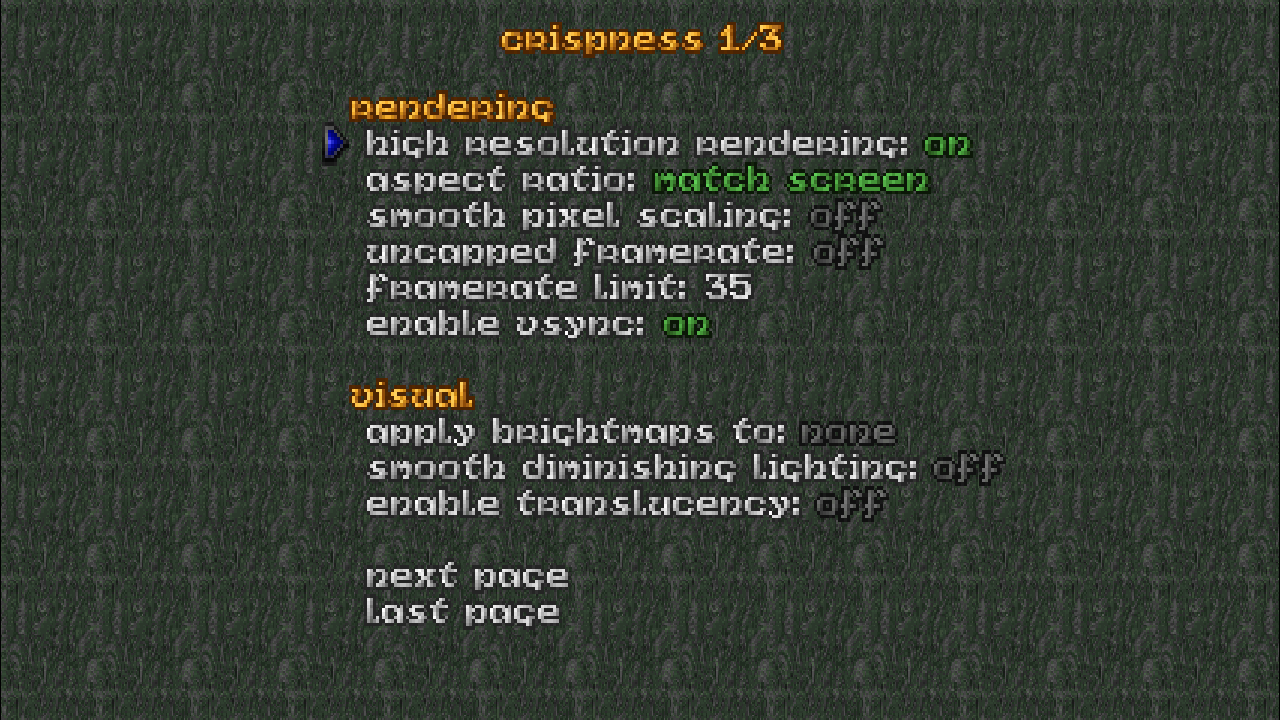 crispness 1/3
rendering
high resolution rendering: on
aspect ratio: match screen
smooth pixel scaling: off
uncapped framerate: off
framerate limit: 35
enable vsync: on
visual
apply brightmaps to: none
smooth diminishing lighting: off
enable translucency: off
next page
last page